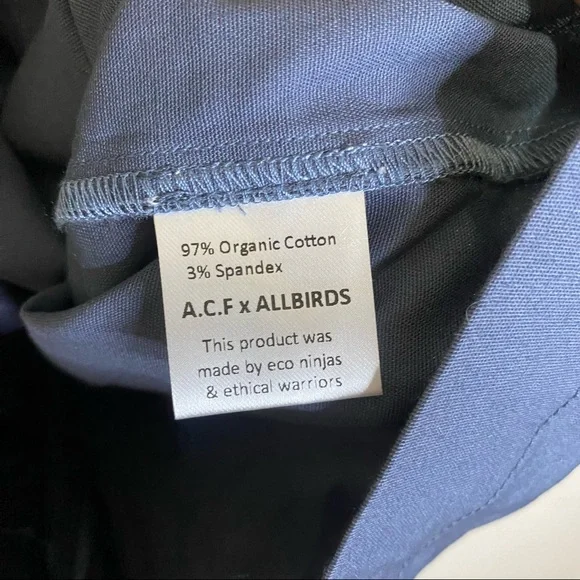 97% Organic Cotton
3% Spandex
A.C.F x ALLBIRDS
This product was
made by eco ninjas
& ethical warriors